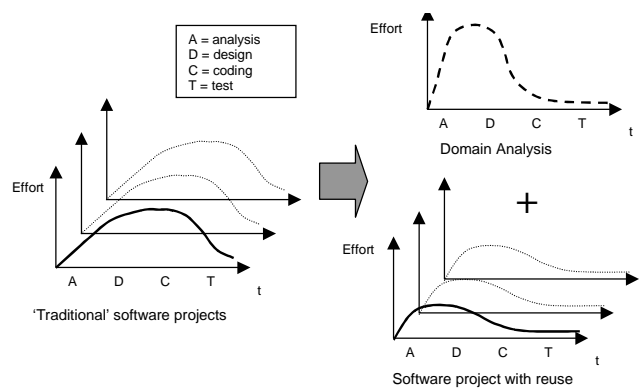 A = analysis
D = design
C = coding
T = test
Effort
A D C T
t
'Traditional' software projects
Effort
A D C T
t
Domain Analysis
+
Effort
A D C T
t
Software project with reuse